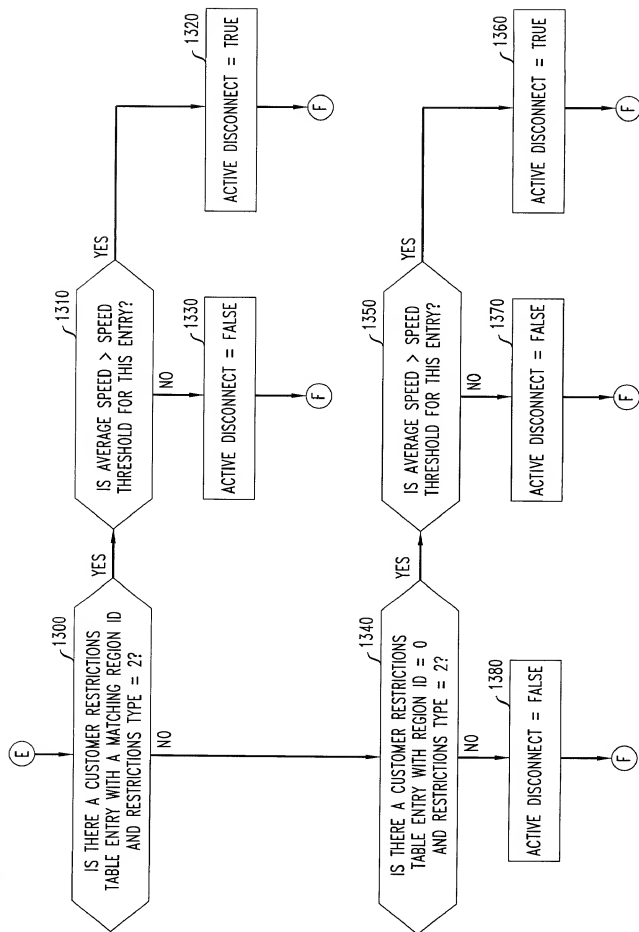 E
1300
IS THERE A CUSTOMER RESTRICTIONS
TABLE ENTRY WITH A MATCHING REGION ID
AND RESTRICTIONS TYPE = 2?
YES
NO
1310
IS AVERAGE SPEED > SPEED
THRESHOLD FOR THIS ENTRY?
YES
NO
1320
ACTIVE DISCONNECT = TRUE
F
1330
ACTIVE DISCONNECT = FALSE
F
1340
IS THERE A CUSTOMER RESTRICTIONS
TABLE ENTRY WITH REGION ID = 0
AND RESTRICTIONS TYPE = 2?
YES
NO
1350
IS AVERAGE SPEED > SPEED
THRESHOLD FOR THIS ENTRY?
YES
NO
1360
ACTIVE DISCONNECT = TRUE
F
1370
ACTIVE DISCONNECT = FALSE
F
1380
ACTIVE DISCONNECT = FALSE
F